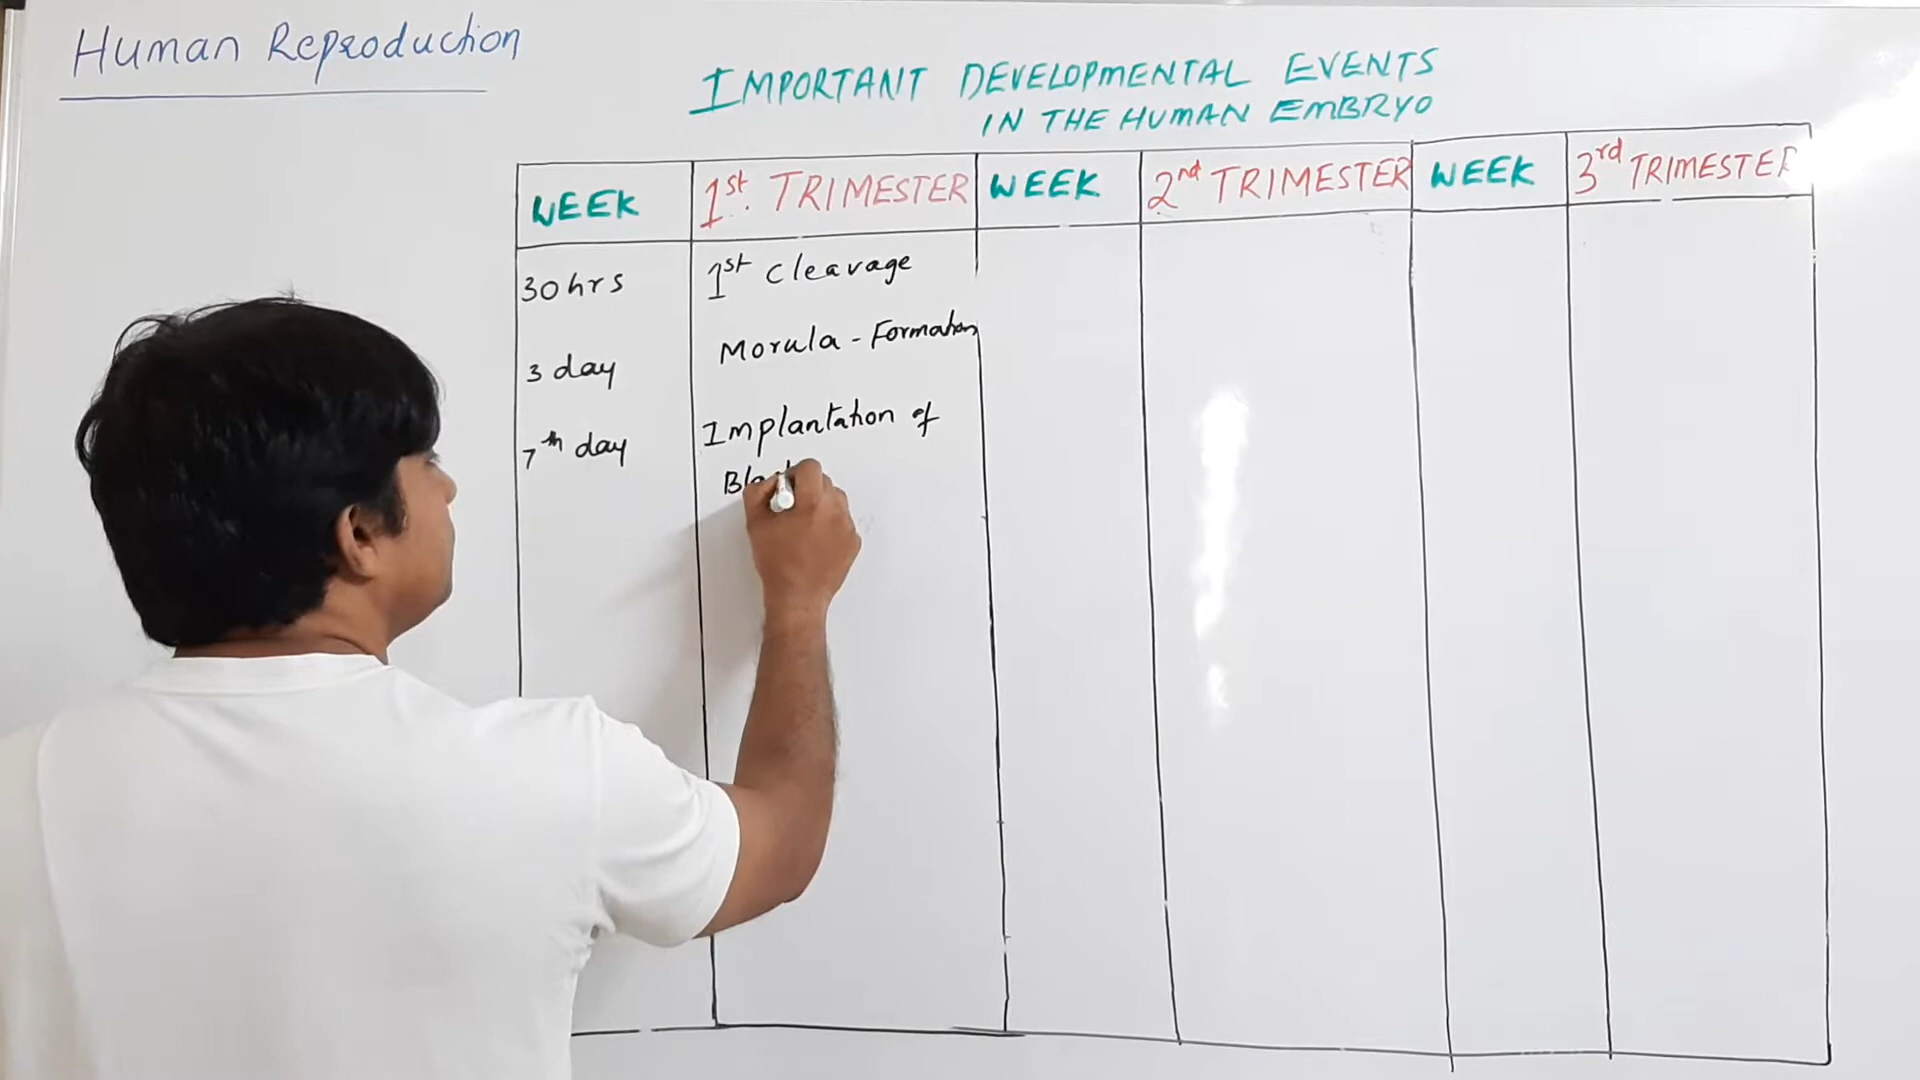 Human Reproduction
IMPORTANT DEVELOPMENTAL EVENTS
IN THE HUMAN EMBRYO
WEEK 1st. TRIMESTER WEEK 2nd TRIMESTER WEEK 3rd TRIMESTER
30 hrs 1st Cleavage
3 day Morula - Formation
7th day Implantation of